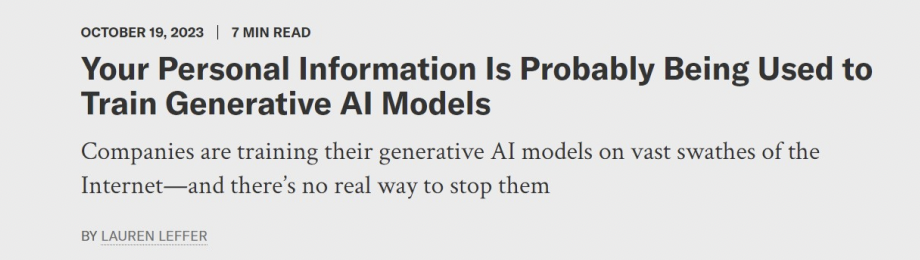 OCTOBER 19, 2023 | 7 MIN READ
Your Personal Information Is Probably Being Used to
Train Generative AI Models
Companies are training their generative AI models on vast swathes of the
Internet—and there’s no real way to stop them
BY LAUREN LEFFER